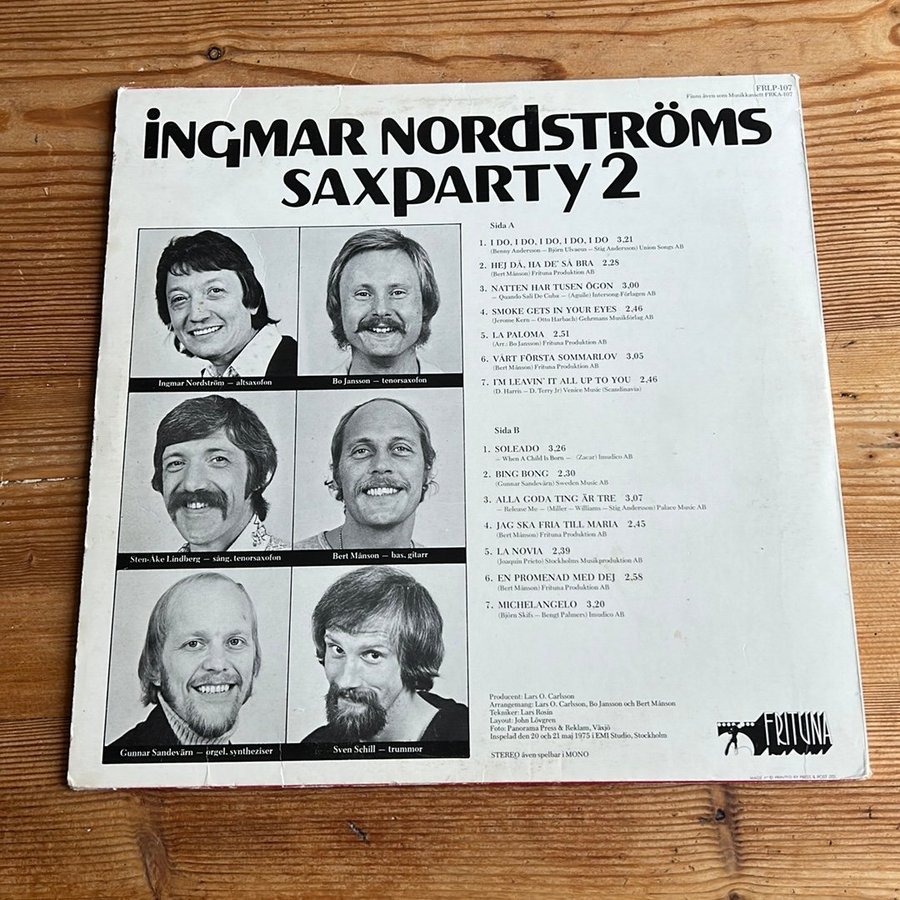 FRLP-107
Finns även som Musikkassett FRKA-107
INGMAR NORDSTRÖMS
SAXPARTY 2
Ingmar Nordström — altsaxofon
Bo Jansson — tenorsaxofon
Sten-Åke Lindberg — sång, tenorsaxofon
Bert Månson — bas, gitarr
Gunnar Sandevärn — orgel, syntheziser
Sven Schill — trummor
Sida A
1. I DO, I DO, I DO, I DO, I DO 3,21
(Benny Andersson — Björn Ulvaeus — Stig Andersson) Union Songs AB
2. HEJ DÅ, HA DE' SÅ BRA 2,28
(Bert Månson) Frituna Produktion AB
3. NATTEN HAR TUSEN ÖGON 3,00
— Quando Sali De Cuba — (Aguile) Intersong-Förlagen AB
4. SMOKE GETS IN YOUR EYES 2,46
(Jerome Kern — Otto Harbach) Gehrmans Musikförlag AB
5. LA PALOMA 2.51
(Arr.: Bo Jansson) Frituna Produktion AB
6. VÅRT FÖRSTA SOMMARLOV 3,05
(Bert Månson) Frituna Produktion AB
7. I'M LEAVIN' IT ALL UP TO YOU 2,46
(D. Harris — D. Terry Jr) Venice Music (Scandinavia)
Sida B
1. SOLEADO 3,26
— When A Child Is Born — (Zacar) Imudico AB
2. BING BONG 2,30
(Gunnar Sandevärn) Sweden Music AB
3. ALLA GODA TING ÄR TRE 3,07
— Release Me — (Miller — Williams — Stig Andersson) Palace Music AB
4. JAG SKA FRIA TILL MARIA 2,45
(Bert Månson) Frituna Produktion AB
5. LA NOVIA 2,39
(Joaquin Prieto) Stockholms Musikproduktion AB
6. EN PROMENAD MED DEJ 2,58
(Bert Månson) Frituna Produktion AB
7. MICHELANGELO 3,20
(Björn Skifs — Bengt Palmers) Imudico AB
Producent: Lars O. Carlsson
Arrangemang: Lars O. Carlsson, Bo Jansson och Bert Månson
Tekniker: Lars Rosin
Layout: John Lövgren
Foto: Panorama Press & Reklam, Växjö
Inspelad den 20 och 21 maj 1975 i EMI Studio, Stockholm
STEREO även spelbar i MONO
FRITUNA